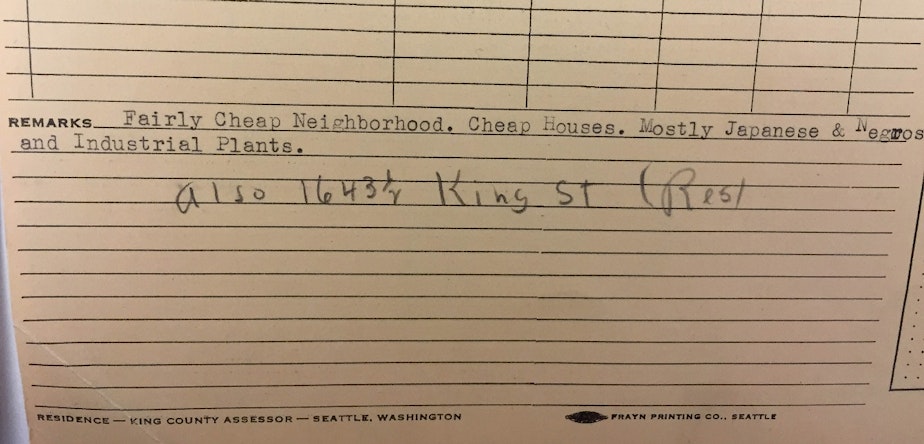 REMARKS Fairly Cheap Neighborhood. Cheap Houses. Mostly Japanese & Negros
and Industrial Plants.
also 1643½ King St (Res
RESIDENCE — KING COUNTY ASSESSOR — SEATTLE, WASHINGTON
FRAYN PRINTING CO., SEATTLE